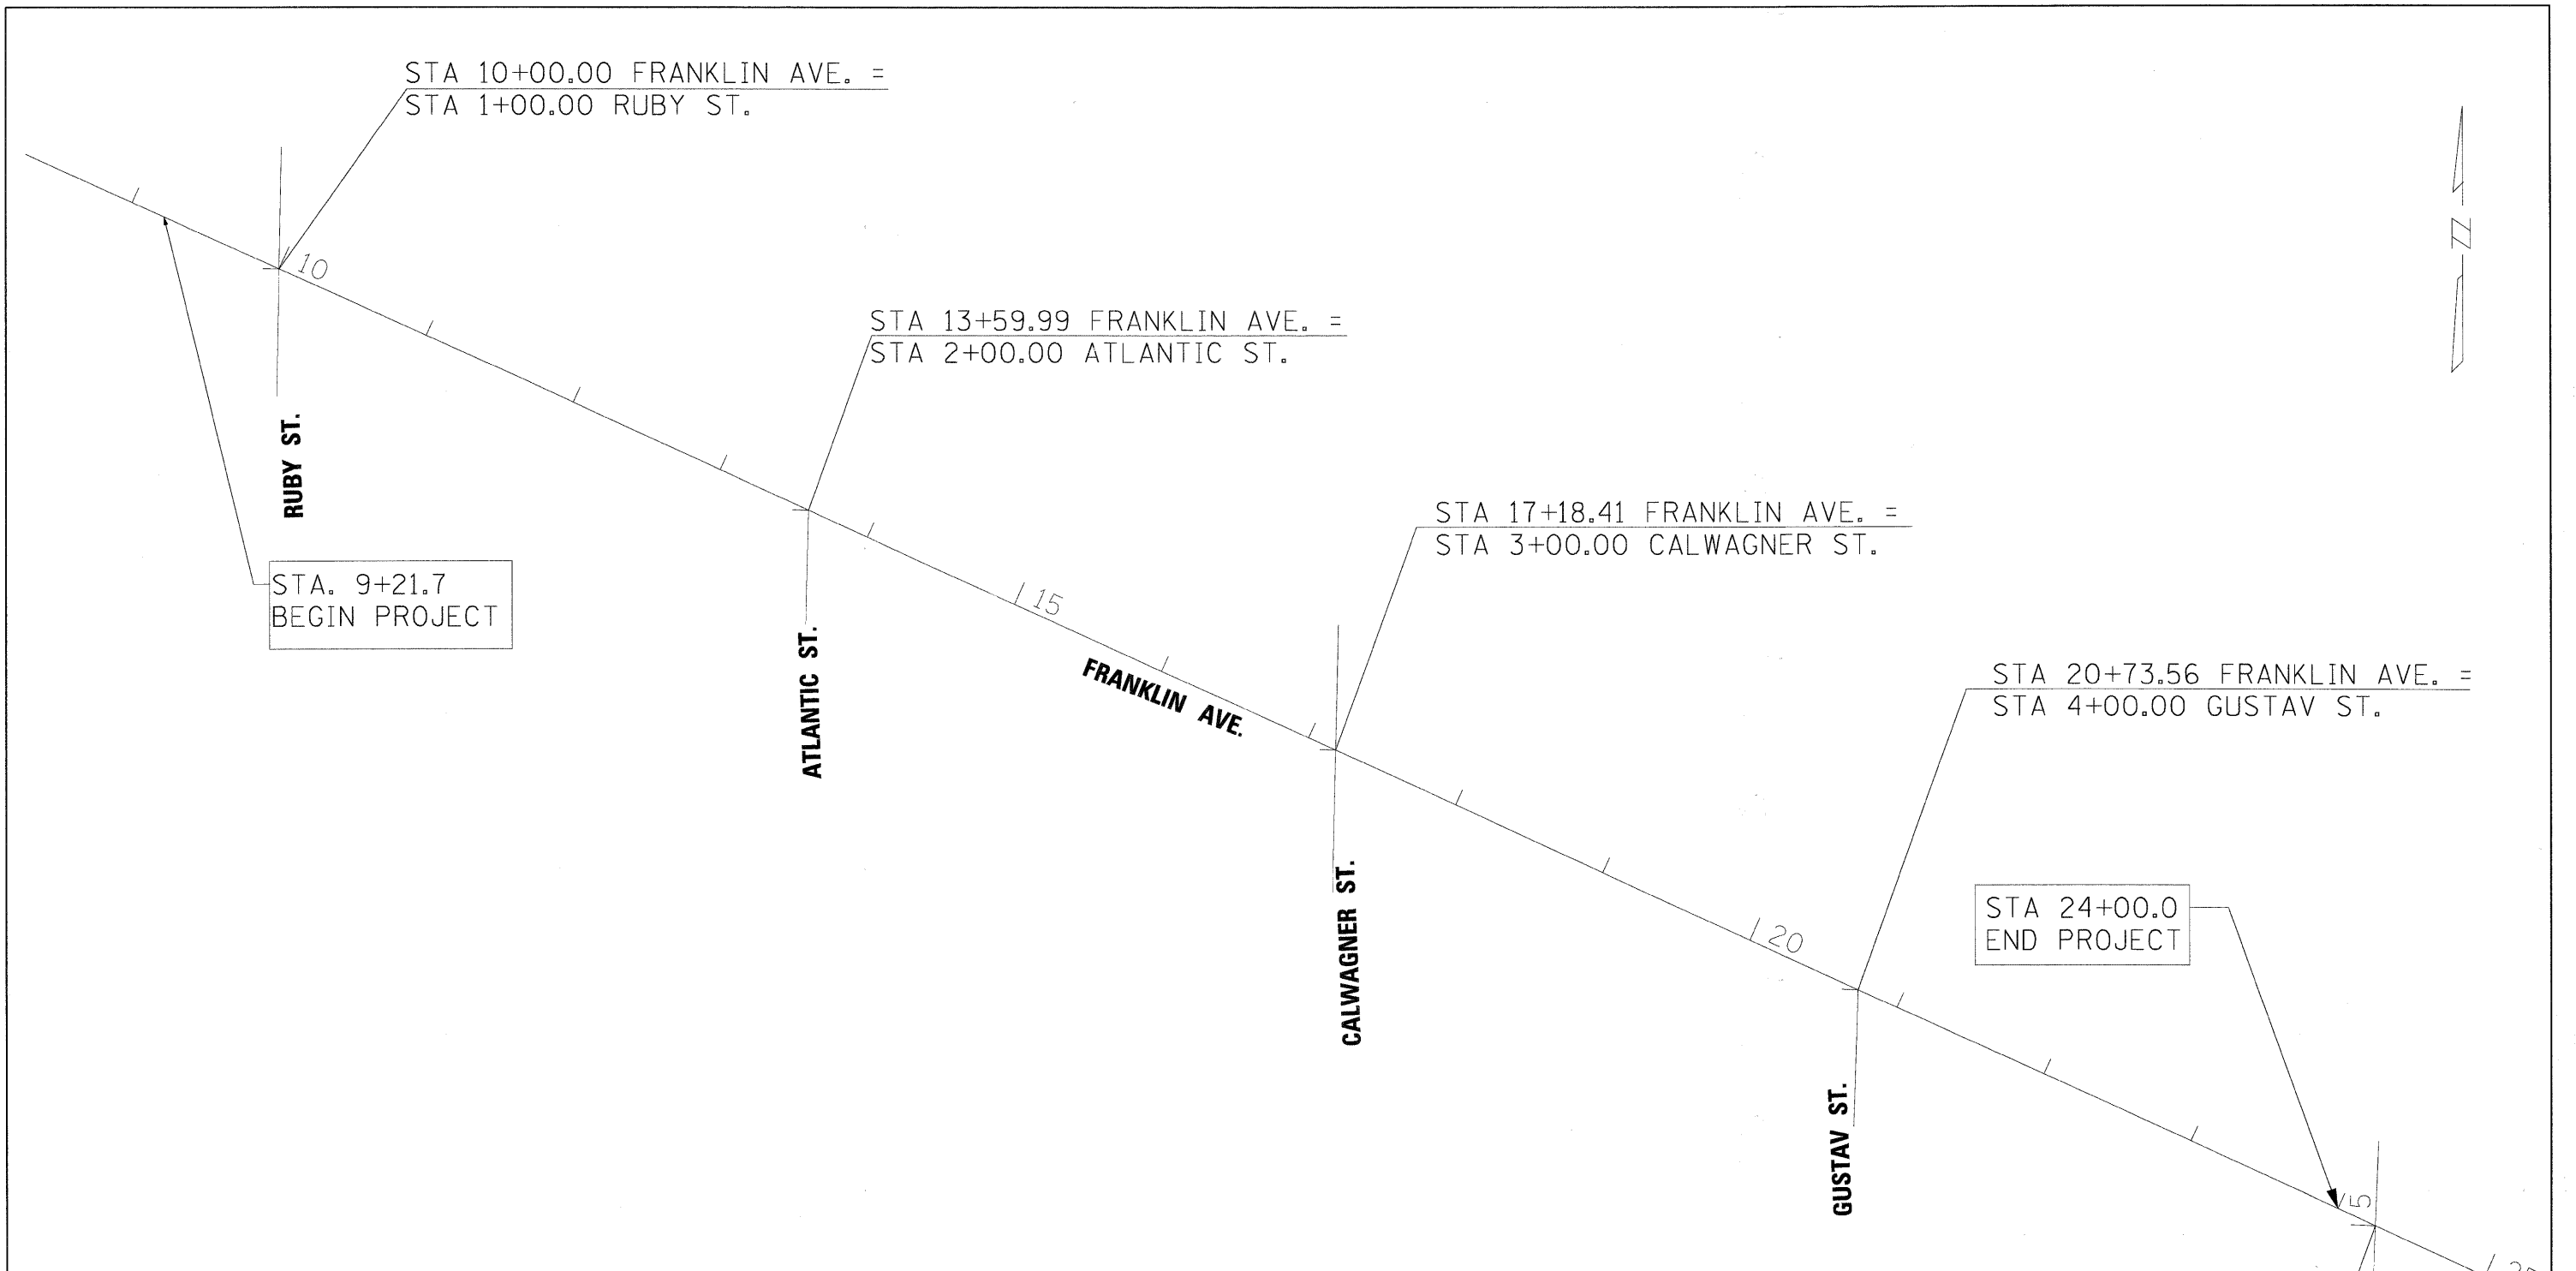 STA 10+00.00 FRANKLIN AVE. =
STA 1+00.00 RUBY ST.
10
RUBY ST.
STA. 9+21.7
BEGIN PROJECT
STA 13+59.99 FRANKLIN AVE. =
STA 2+00.00 ATLANTIC ST.
ATLANTIC ST.
15
FRANKLIN AVE.
STA 17+18.41 FRANKLIN AVE. =
STA 3+00.00 CALWAGNER ST.
CALWAGNER ST.
N
STA 20+73.56 FRANKLIN AVE. =
STA 4+00.00 GUSTAV ST.
20
GUSTAV ST.
STA 24+00.0
END PROJECT
5